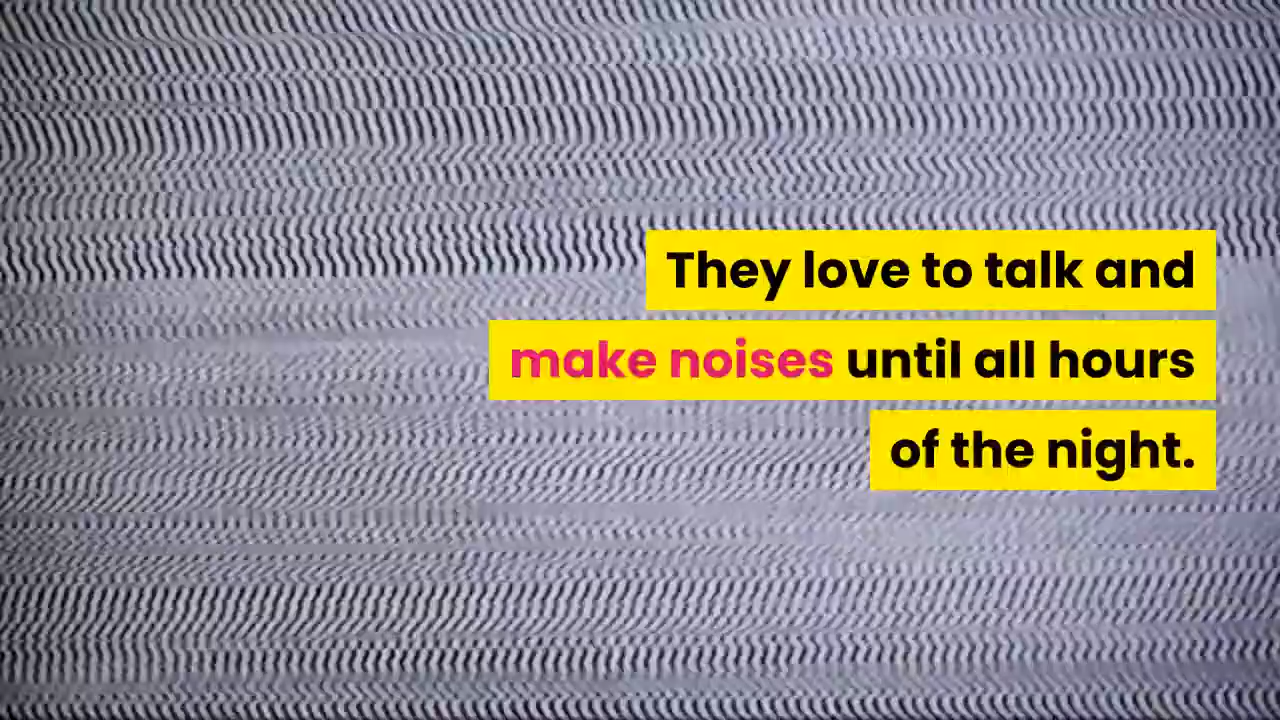 They love to talk and
make noises until all hours
of the night.